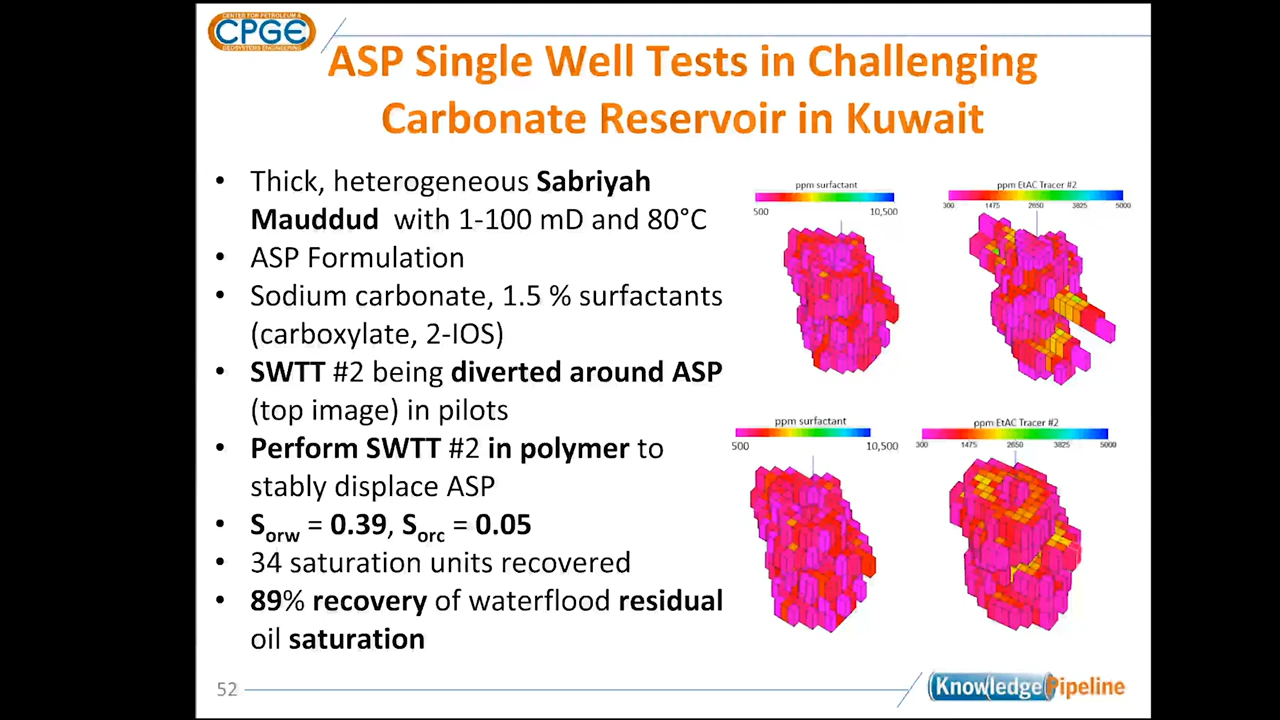 CENTER FOR PETROLEUM &
CPGE
GEOSYSTEMS ENGINEERING
ASP Single Well Tests in Challenging
Carbonate Reservoir in Kuwait
• Thick, heterogeneous Sabriyah
Mauddud with 1-100 mD and 80°C
• ASP Formulation
• Sodium carbonate, 1.5 % surfactants
(carboxylate, 2-IOS)
• SWTT #2 being diverted around ASP
(top image) in pilots
• Perform SWTT #2 in polymer to
stably displace ASP
• Sorw = 0.39, Sorc = 0.05
• 34 saturation units recovered
• 89% recovery of waterflood residual
oil saturation
ppm surfactant
500 10,500
ppm EtAC Tracer #2
300 1475 2650 3825 5000
ppm surfactant
500 10,500
ppm EtAC Tracer #2
300 1475 2650 3825 5000
52
Knowledge Pipeline